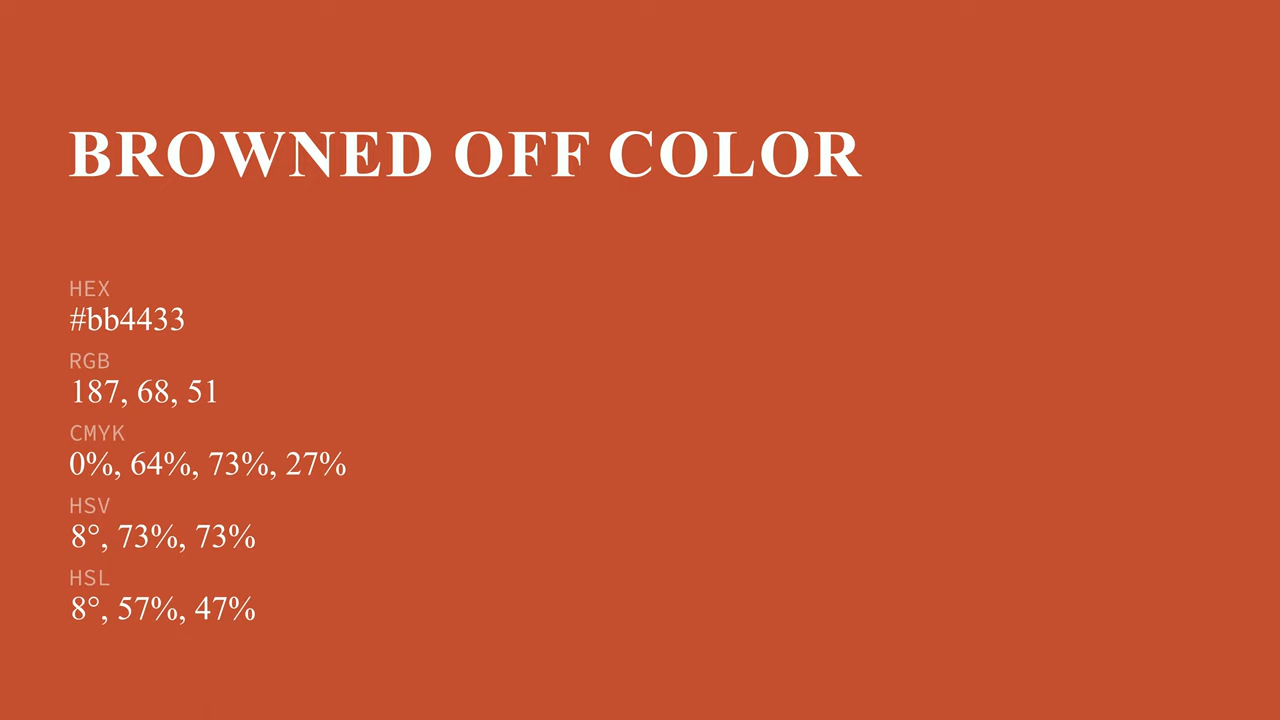 BROWNED OFF COLOR
HEX
#bb4433
RGB
187, 68, 51
CMYK
0%, 64%, 73%, 27%
HSV
8°, 73%, 73%
HSL
8°, 57%, 47%